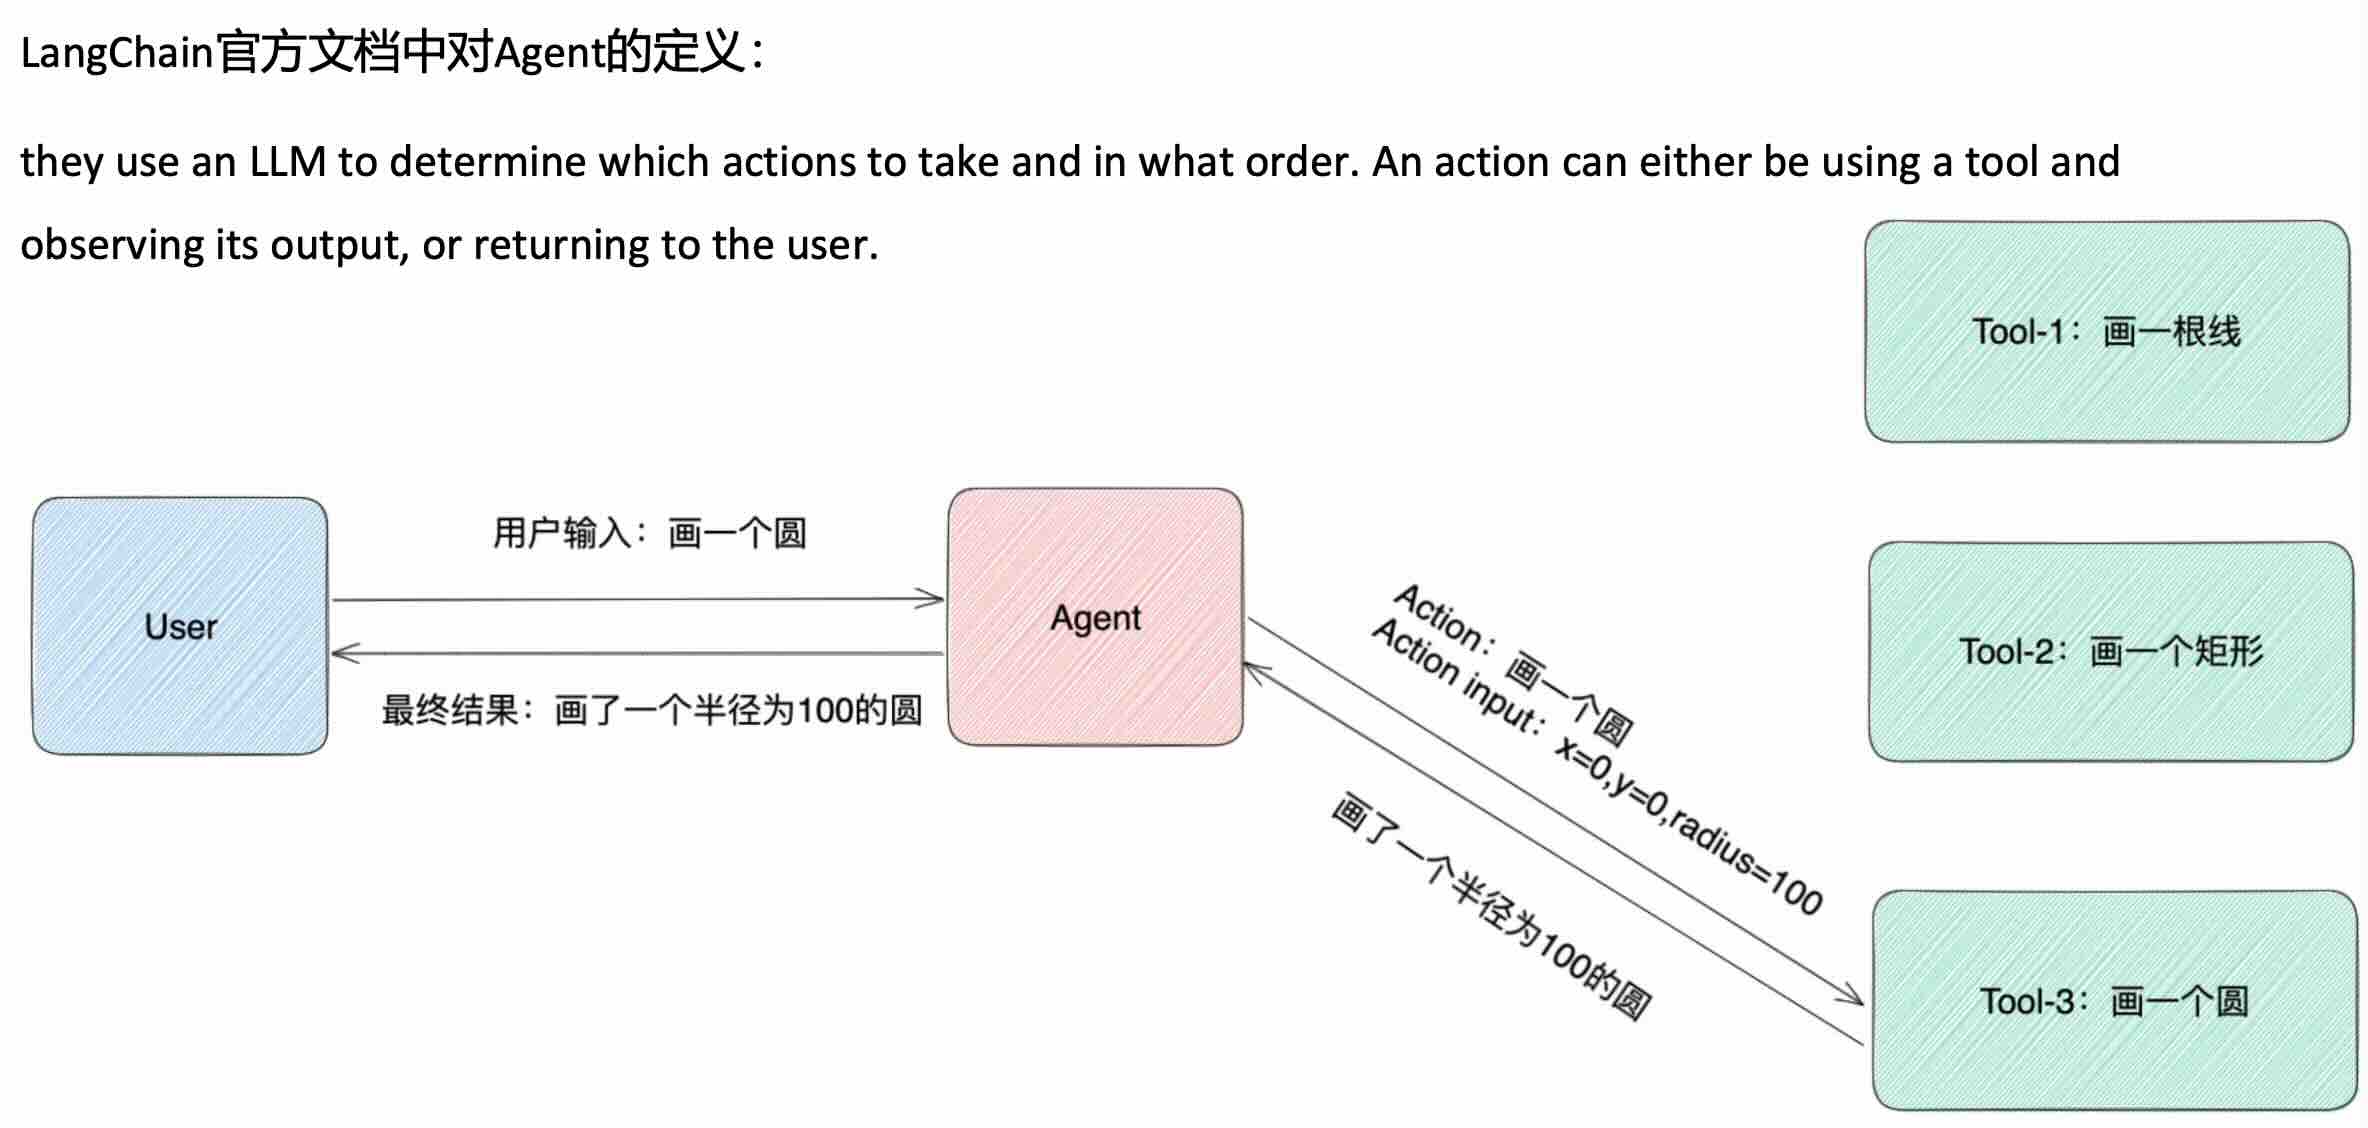 LangChain官方文档中对Agent的定义：
they use an LLM to determine which actions to take and in what order. An action can either be using a tool and
observing its output, or returning to the user.
Tool-1：画一根线
用户输入：画一个圆
User
Agent
最终结果：画了一个半径为100的圆
Action：画一个圆
Action input：x=0,y=0,radius=100
画了一个半径为100的圆
Tool-2：画一个矩形
Tool-3：画一个圆